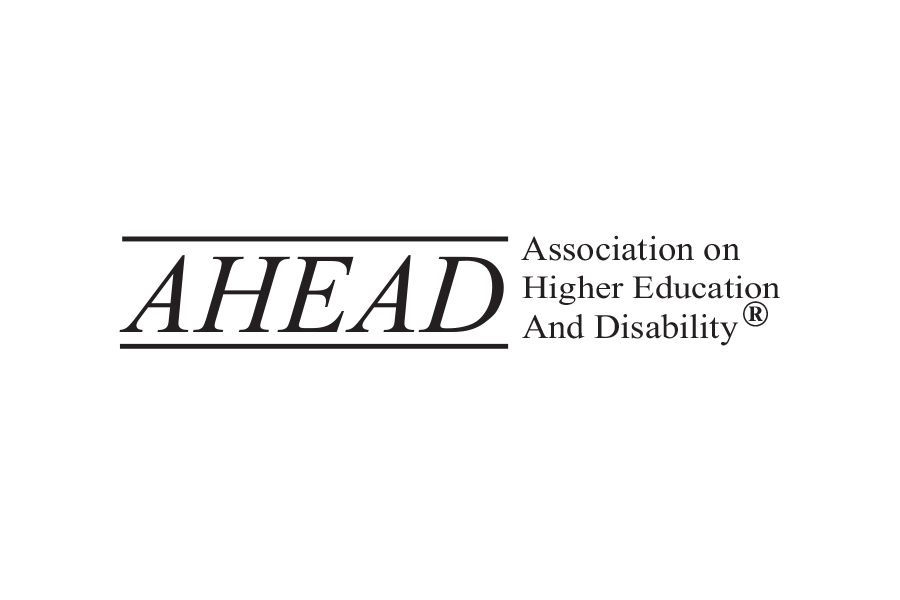 AHEAD
Association on
Higher Education
And Disability®